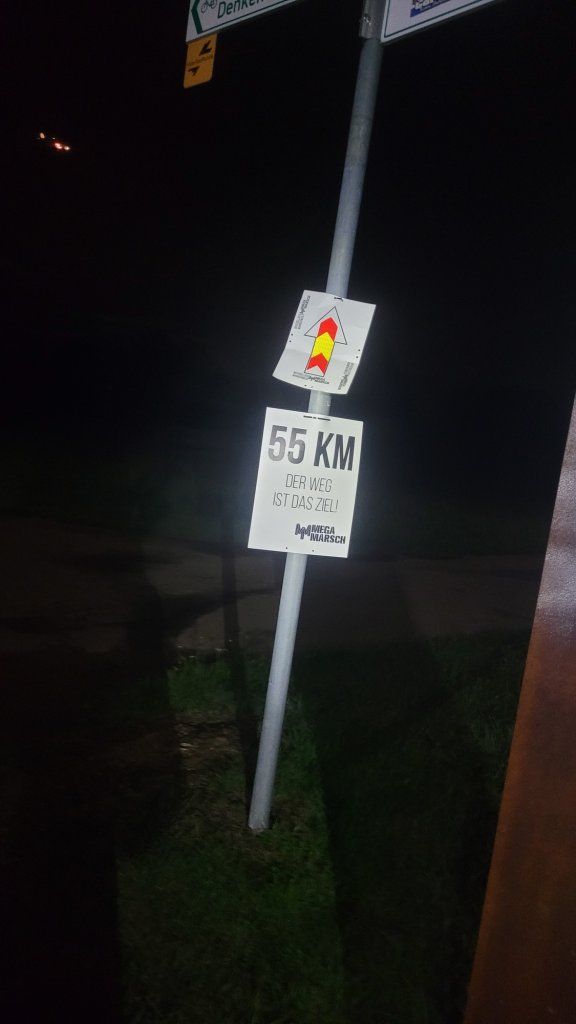 55 KM
DER WEG
IST DAS ZIEL!
MEGA
MARSCH